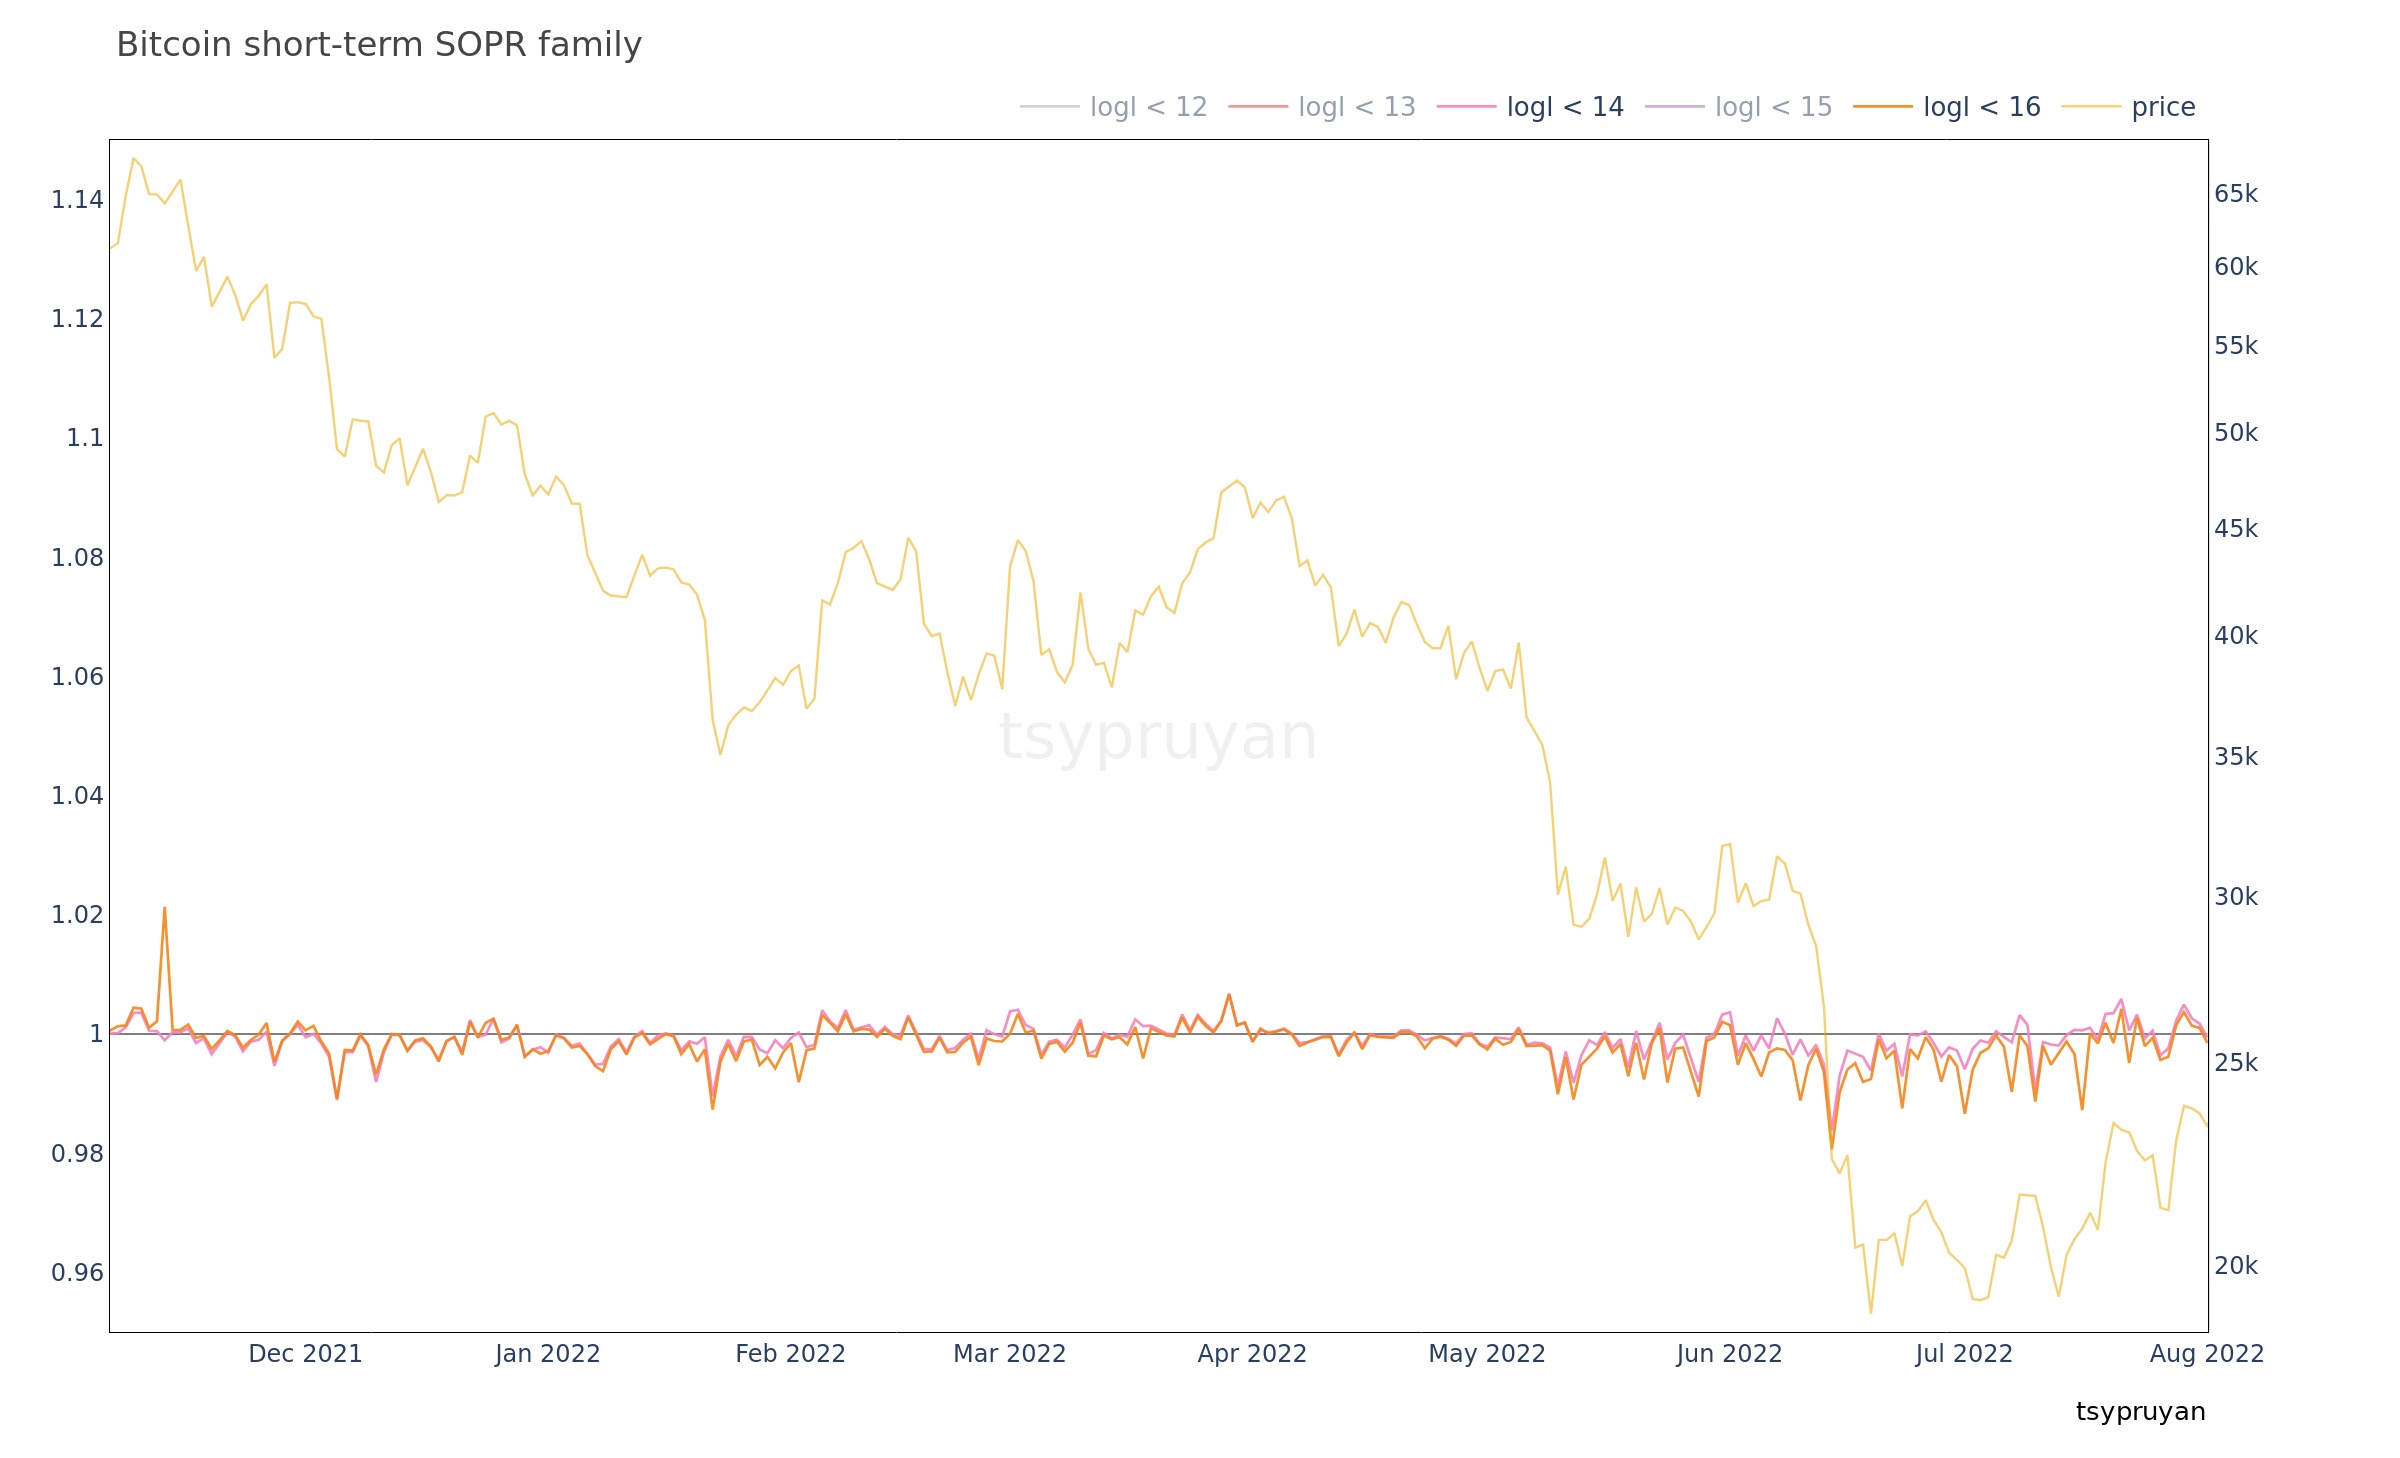 Bitcoin short-term SOPR family
logl < 12 logl < 13 logl < 14 logl < 15 logl < 16 price
1.14 65k
60k
1.12
55k
1.1 50k
45k
1.08
40k
1.06
tsypruyan
35k
1.04
1.02 30k
1 25k
0.98
0.96 20k
Dec 2021 Jan 2022 Feb 2022 Mar 2022 Apr 2022 May 2022 Jun 2022 Jul 2022 Aug 2022
tsypruyan